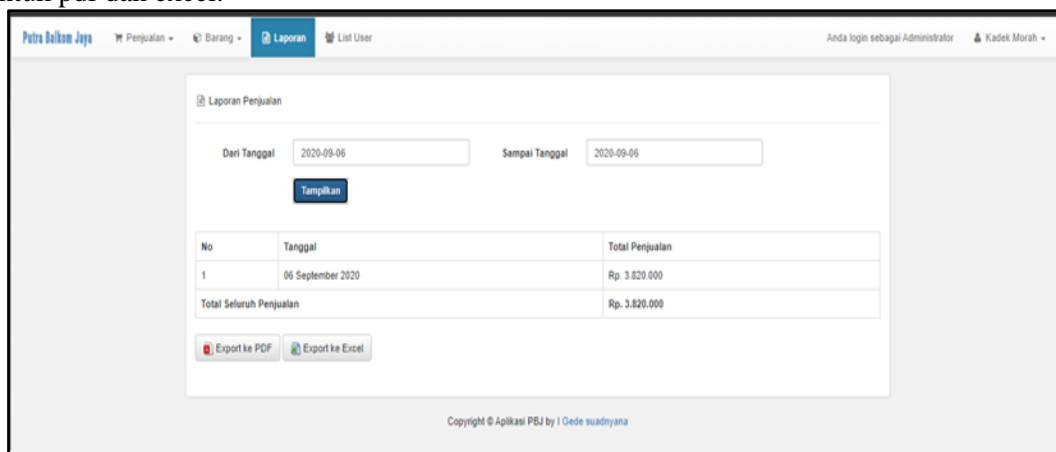 pdf dan excel.
Putra Balkom Jaya Penjualan Barang Laporan List User Anda login sebagai Administrator Kadek Morah
Laporan Penjualan
Dari Tanggal 2020-09-06 Sampai Tanggal 2020-09-06
Tampilkan
No Tanggal Total Penjualan
1 06 September 2020 Rp. 3.820.000
Total Seluruh Penjualan Rp. 3.820.000
Export ke PDF Export ke Excel
Copyright © Aplikasi PBJ by I Gede suadnyana